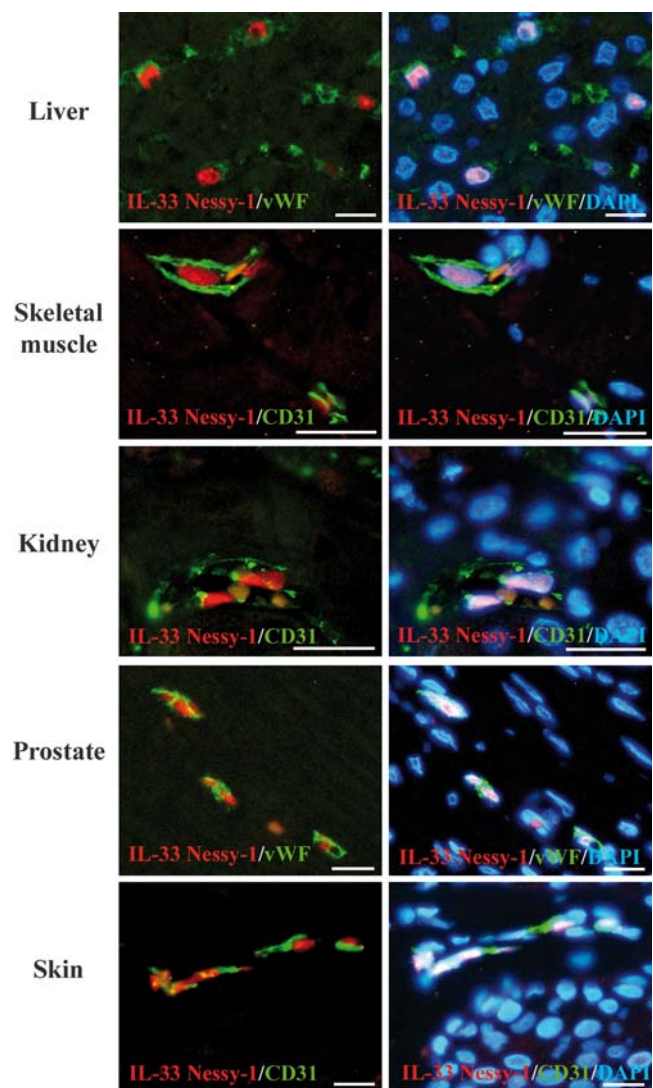 Liver
IL-33 Nessy-1/vWF
IL-33 Nessy-1/vWF/DAPI
Skeletal
muscle
IL-33 Nessy-1/CD31
IL-33 Nessy-1/CD31/DAPI
Kidney
IL-33 Nessy-1/CD31
IL-33 Nessy-1/CD31/DAPI
Prostate
IL-33 Nessy-1/vWF
IL-33 Nessy-1/vWF/DAPI
Skin
IL-33 Nessy-1/CD31
IL-33 Nessy-1/CD31/DAPI